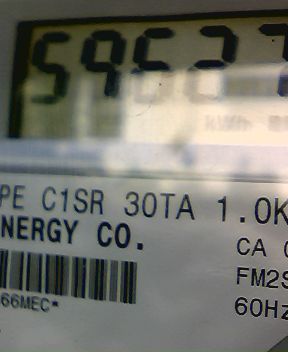 59527
PE C1SR 30TA 1.0K
NERGY CO.
CA
FM2S
66MEC*
60Hz